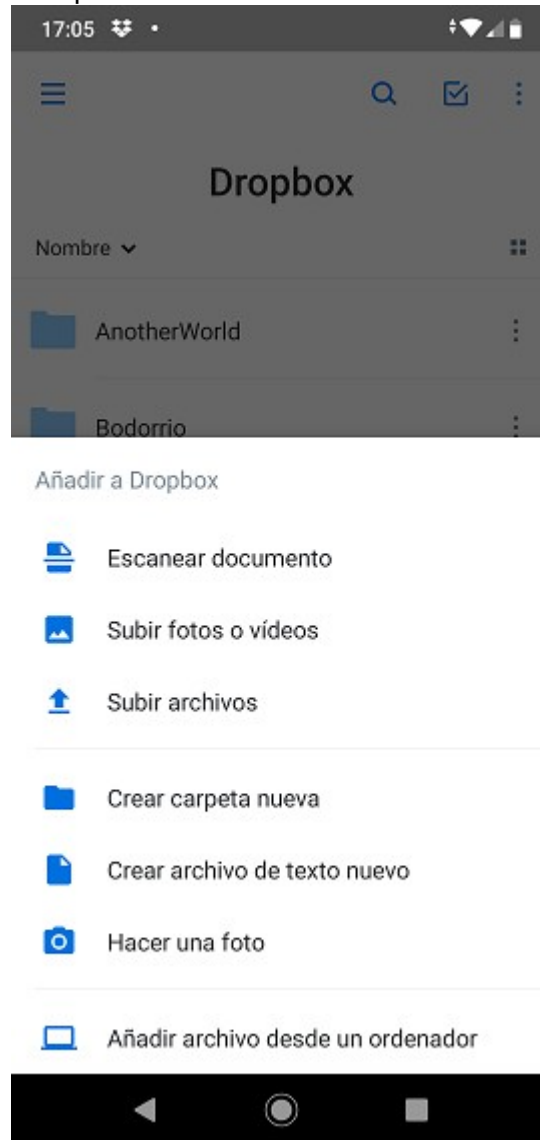 17:05
Dropbox
Nombre
AnotherWorld
Bodorrio
Añadir a Dropbox
Escanear documento
Subir fotos o vídeos
Subir archivos
Crear carpeta nueva
Crear archivo de texto nuevo
Hacer una foto
Añadir archivo desde un ordenador